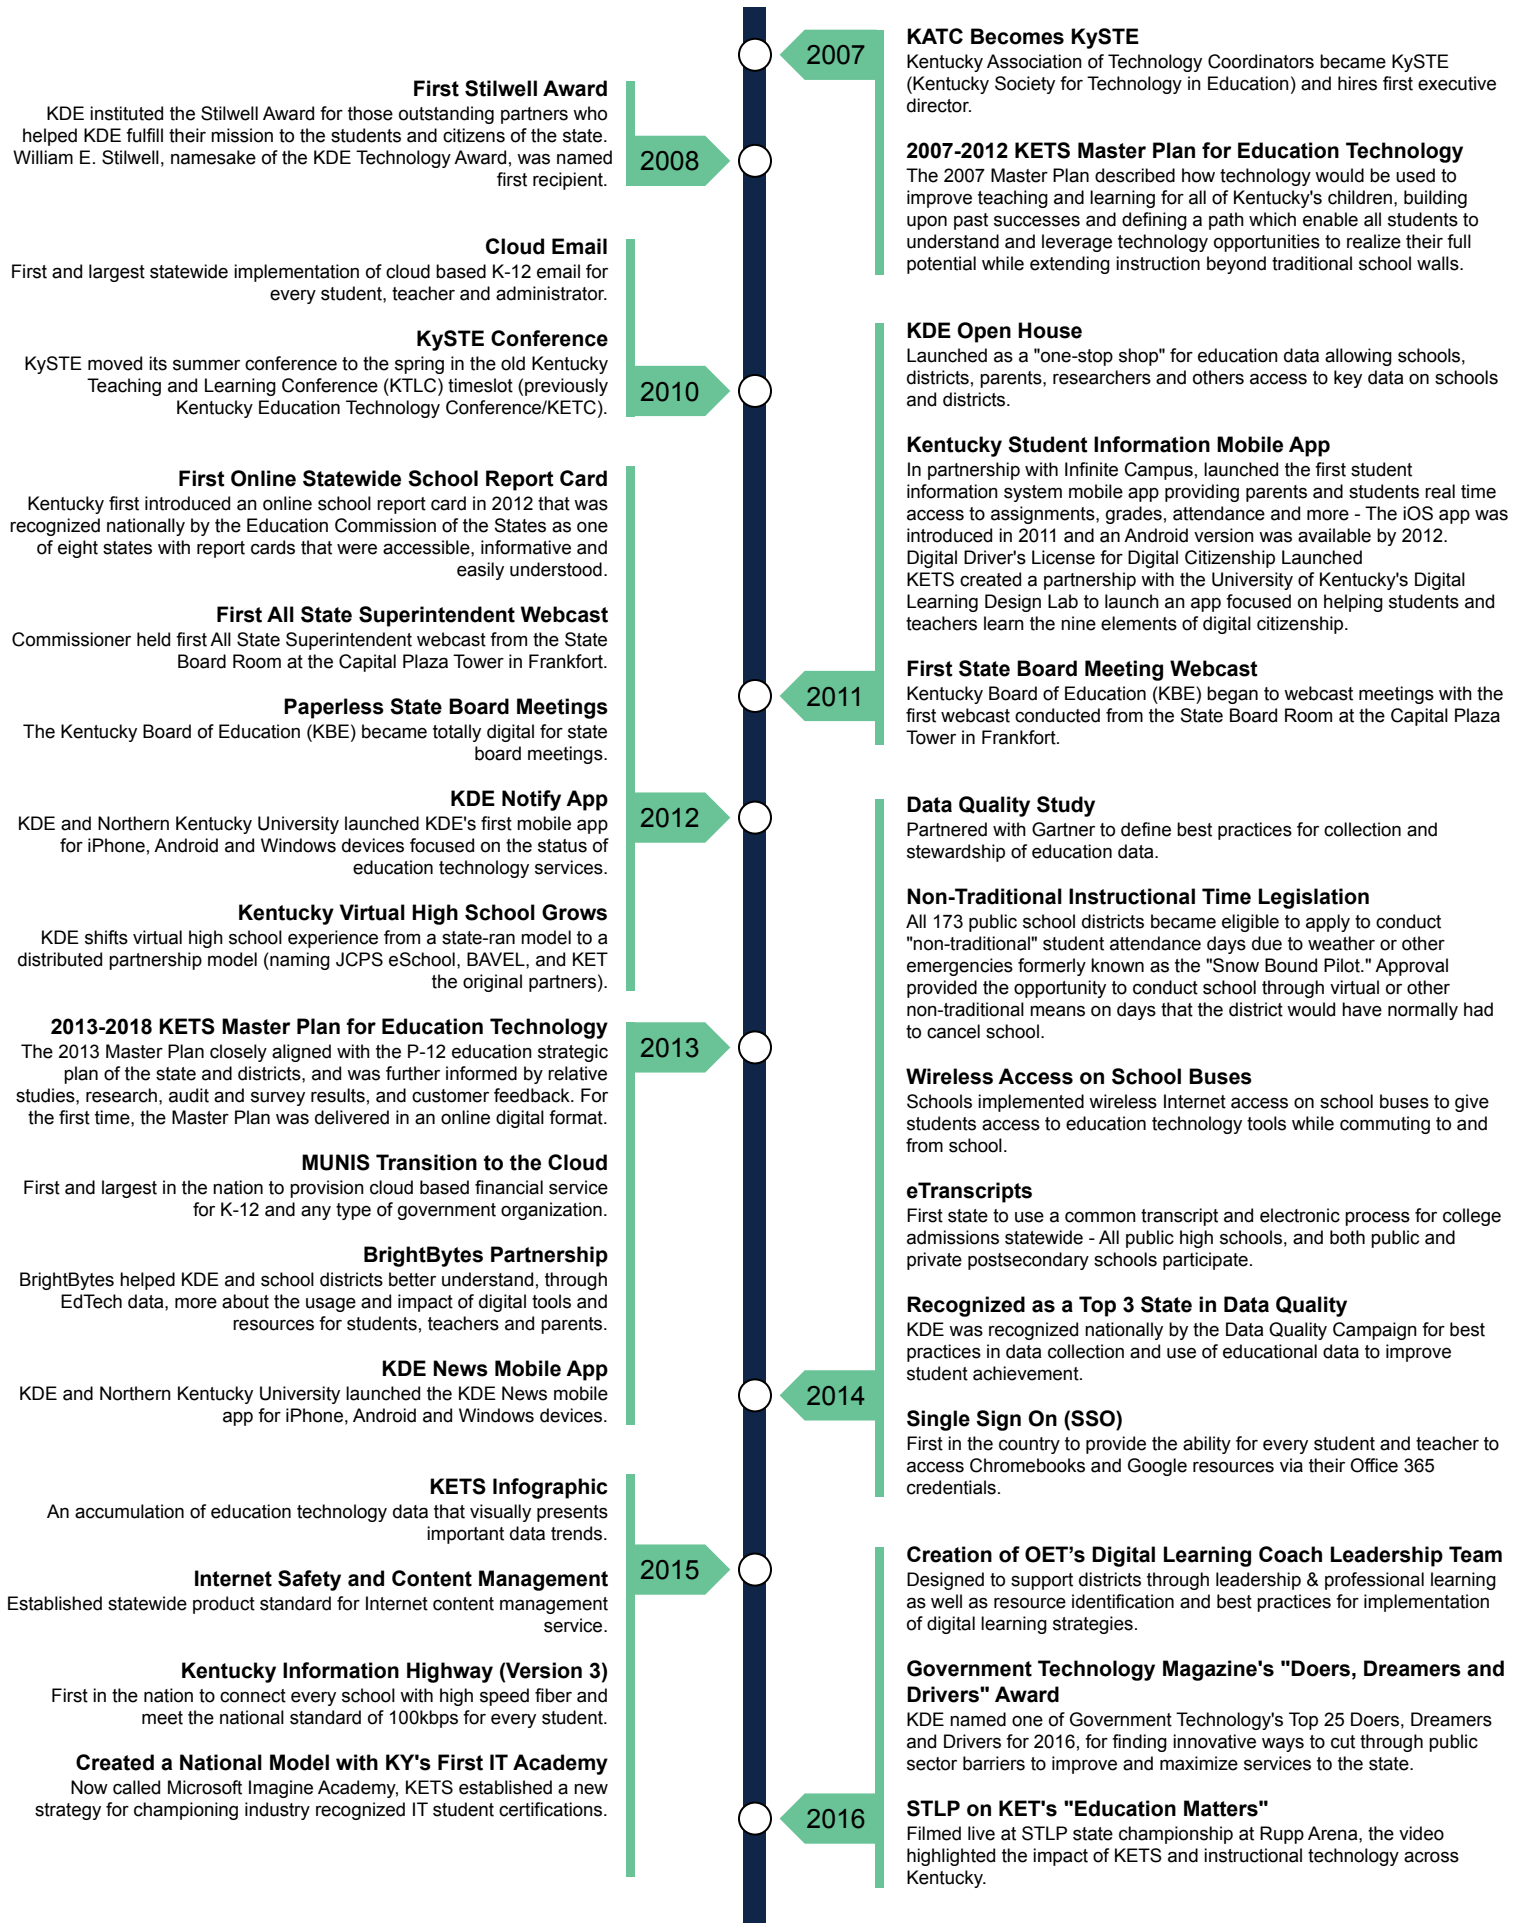 2007
KATC Becomes KySTE
Kentucky Association of Technology Coordinators became KySTE
(Kentucky Society for Technology in Education) and hires first executive
director.
2007-2012 KETS Master Plan for Education Technology
The 2007 Master Plan described how technology would be used to
improve teaching and learning for all of Kentucky's children, building
upon past successes and defining a path which enable all students to
understand and leverage technology opportunities to realize their full
potential while extending instruction beyond traditional school walls.
First Stilwell Award
KDE instituted the Stilwell Award for those outstanding partners who
helped KDE fulfill their mission to the students and citizens of the state.
William E. Stilwell, namesake of the KDE Technology Award, was named
first recipient.
2008
Cloud Email
First and largest statewide implementation of cloud based K-12 email for
every student, teacher and administrator.
KySTE Conference
KySTE moved its summer conference to the spring in the old Kentucky
Teaching and Learning Conference (KTLC) timeslot (previously
Kentucky Education Technology Conference/KETC).
2010
KDE Open House
Launched as a "one-stop shop" for education data allowing schools,
districts, parents, researchers and others access to key data on schools
and districts.
Kentucky Student Information Mobile App
In partnership with Infinite Campus, launched the first student
information system mobile app providing parents and students real time
access to assignments, grades, attendance and more - The iOS app was
introduced in 2011 and an Android version was available by 2012.
Digital Driver's License for Digital Citizenship Launched
KETS created a partnership with the University of Kentucky's Digital
Learning Design Lab to launch an app focused on helping students and
teachers learn the nine elements of digital citizenship.
First State Board Meeting Webcast
Kentucky Board of Education (KBE) began to webcast meetings with the
first webcast conducted from the State Board Room at the Capital Plaza
Tower in Frankfort.
2011
First Online Statewide School Report Card
Kentucky first introduced an online school report card in 2012 that was
recognized nationally by the Education Commission of the States as one
of eight states with report cards that were accessible, informative and
easily understood.
First All State Superintendent Webcast
Commissioner held first All State Superintendent webcast from the State
Board Room at the Capital Plaza Tower in Frankfort.
Paperless State Board Meetings
The Kentucky Board of Education (KBE) became totally digital for state
board meetings.
KDE Notify App
KDE and Northern Kentucky University launched KDE's first mobile app
for iPhone, Android and Windows devices focused on the status of
education technology services.
Kentucky Virtual High School Grows
KDE shifts virtual high school experience from a state-ran model to a
distributed partnership model (naming JCPS eSchool, BAVEL, and KET
the original partners).
2012
2013-2018 KETS Master Plan for Education Technology
The 2013 Master Plan closely aligned with the P-12 education strategic
plan of the state and districts, and was further informed by relative
studies, research, audit and survey results, and customer feedback. For
the first time, the Master Plan was delivered in an online digital format.
MUNIS Transition to the Cloud
First and largest in the nation to provision cloud based financial service
for K-12 and any type of government organization.
BrightBytes Partnership
BrightBytes helped KDE and school districts better understand, through
EdTech data, more about the usage and impact of digital tools and
resources for students, teachers and parents.
KDE News Mobile App
KDE and Northern Kentucky University launched the KDE News mobile
app for iPhone, Android and Windows devices.
2013
Data Quality Study
Partnered with Gartner to define best practices for collection and
stewardship of education data.
Non-Traditional Instructional Time Legislation
All 173 public school districts became eligible to apply to conduct
"non-traditional" student attendance days due to weather or other
emergencies formerly known as the "Snow Bound Pilot." Approval
provided the opportunity to conduct school through virtual or other
non-traditional means on days that the district would have normally had
to cancel school.
Wireless Access on School Buses
Schools implemented wireless Internet access on school buses to give
students access to education technology tools while commuting to and
from school.
eTranscripts
First state to use a common transcript and electronic process for college
admissions statewide - All public high schools, and both public and
private postsecondary schools participate.
Recognized as a Top 3 State in Data Quality
KDE was recognized nationally by the Data Quality Campaign for best
practices in data collection and use of educational data to improve
student achievement.
Single Sign On (SSO)
First in the country to provide the ability for every student and teacher to
access Chromebooks and Google resources via their Office 365
credentials.
2014
KETS Infographic
An accumulation of education technology data that visually presents
important data trends.
Internet Safety and Content Management
Established statewide product standard for Internet content management
service.
Kentucky Information Highway (Version 3)
First in the nation to connect every school with high speed fiber and
meet the national standard of 100kbps for every student.
Created a National Model with KY's First IT Academy
Now called Microsoft Imagine Academy, KETS established a new
strategy for championing industry recognized IT student certifications.
2015
Creation of OET’s Digital Learning Coach Leadership Team
Designed to support districts through leadership & professional learning
as well as resource identification and best practices for implementation
of digital learning strategies.
Government Technology Magazine's "Doers, Dreamers and
Drivers" Award
KDE named one of Government Technology's Top 25 Doers, Dreamers
and Drivers for 2016, for finding innovative ways to cut through public
sector barriers to improve and maximize services to the state.
STLP on KET's "Education Matters"
Filmed live at STLP state championship at Rupp Arena, the video
highlighted the impact of KETS and instructional technology across
Kentucky.
2016